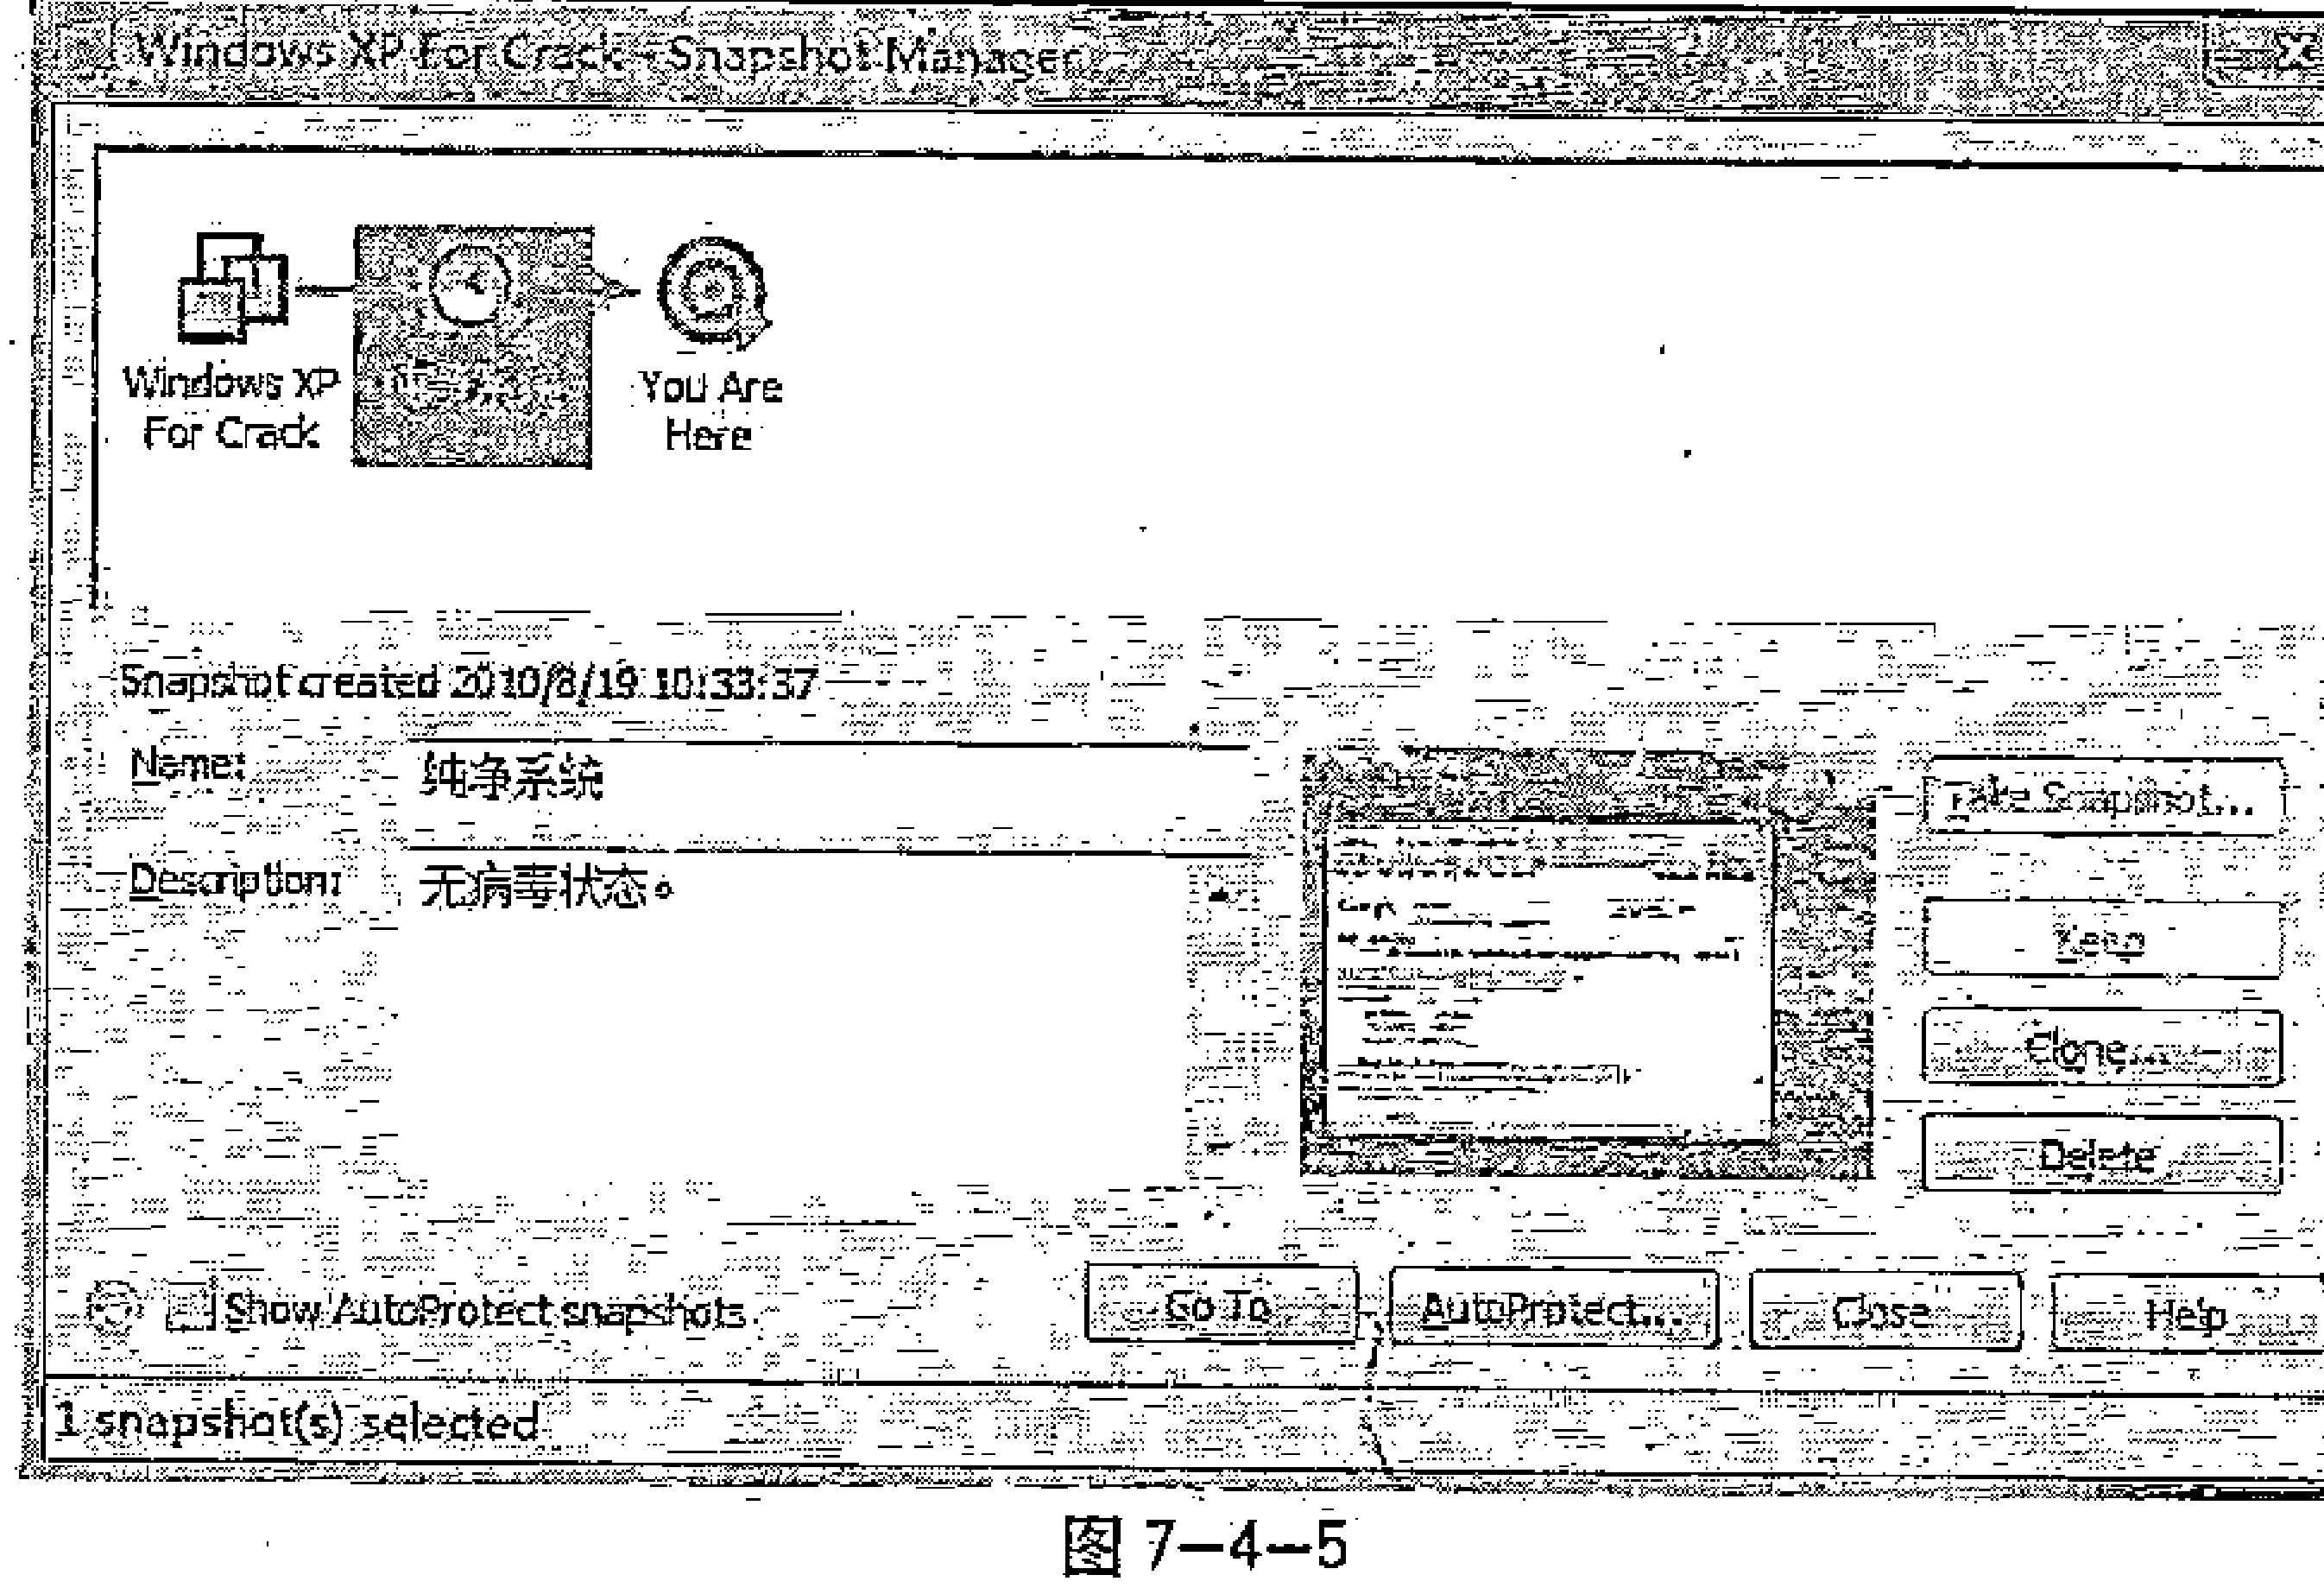 Windows XP For Crack - Snapshot Manager
Windows XP
For Crack
You Are
Here
Snapshot created 2010/8/19 10:33:37
Name:
纯净系统
Description:
无病毒状态。
Take Snapshot...
Keep
Clone...
Delete
Show AutoProtect snapshots
Go To
AutoProtect...
Close
Help
1 snapshot(s) selected
图 7-4-5